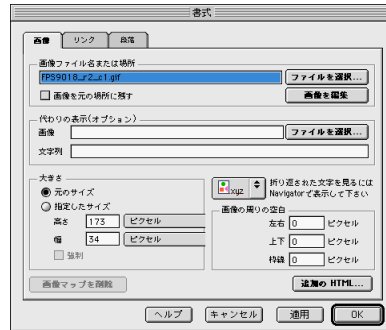 書式
画像 リンク 段落
画像ファイル名または場所
FPS9018_r2_c1.gif ファイルを選択...
画像を元の場所に残す 画像を編集
代わりの表示(オプション)
画像 ファイルを選択...
文字列
大きさ
元のサイズ
指定したサイズ
高さ 173 ピクセル
幅 34 ピクセル
強制
xyz 折り返された文字を見るには
Navigatorで表示して下さい
画像の周りの空白
左右 0 ピクセル
上下 0 ピクセル
枠線 0 ピクセル
画像マップを削除 追加の HTML...
ヘルプ キャンセル 適用 OK